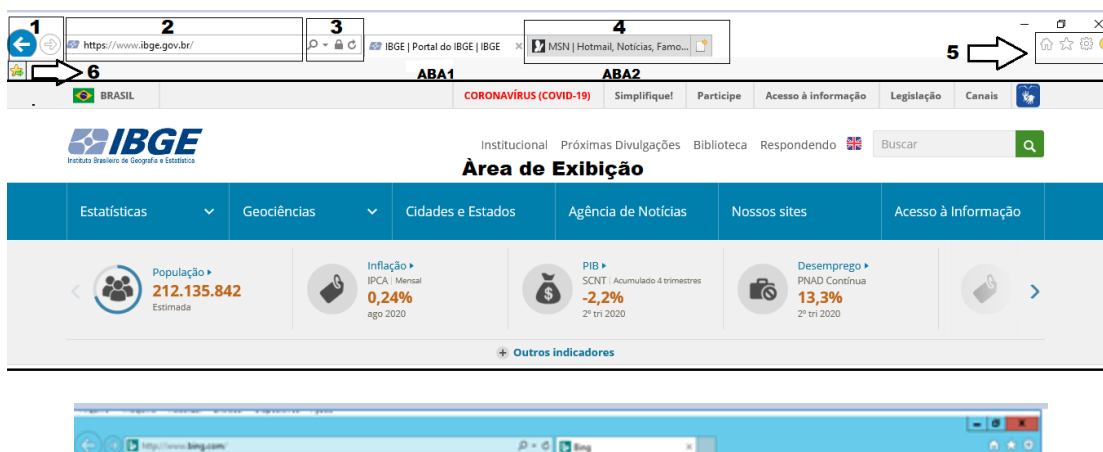 1 2 3 4
https://www.ibge.gov.br/
IBGE | Portal do IBGE | IBGE
MSN | Hotmail, Notícias, Famo...
5
6
ABA1 ABA2
BRASIL CORONAVÍRUS (COVID-19) Simplifique! Participe Acesso à informação Legislação Canais
IBGE
Instituto Brasileiro de Geografia e Estatística
Institucional Próximas Divulgações Biblioteca Respondendo Buscar
Àrea de Exibição
Estatísticas Geociências Cidades e Estados Agência de Notícias Nossos sites Acesso à Informação
População
212.135.842
Estimada
Inflação
IPCA | Mensal
0,24%
ago 2020
PIB
SCNT | Acumulado 4 trimestres
-2,2%
2º tri 2020
Desemprego
PNAD Contínua
13,3%
2º tri 2020
Outros indicadores
http://www.bing.com/ Bing